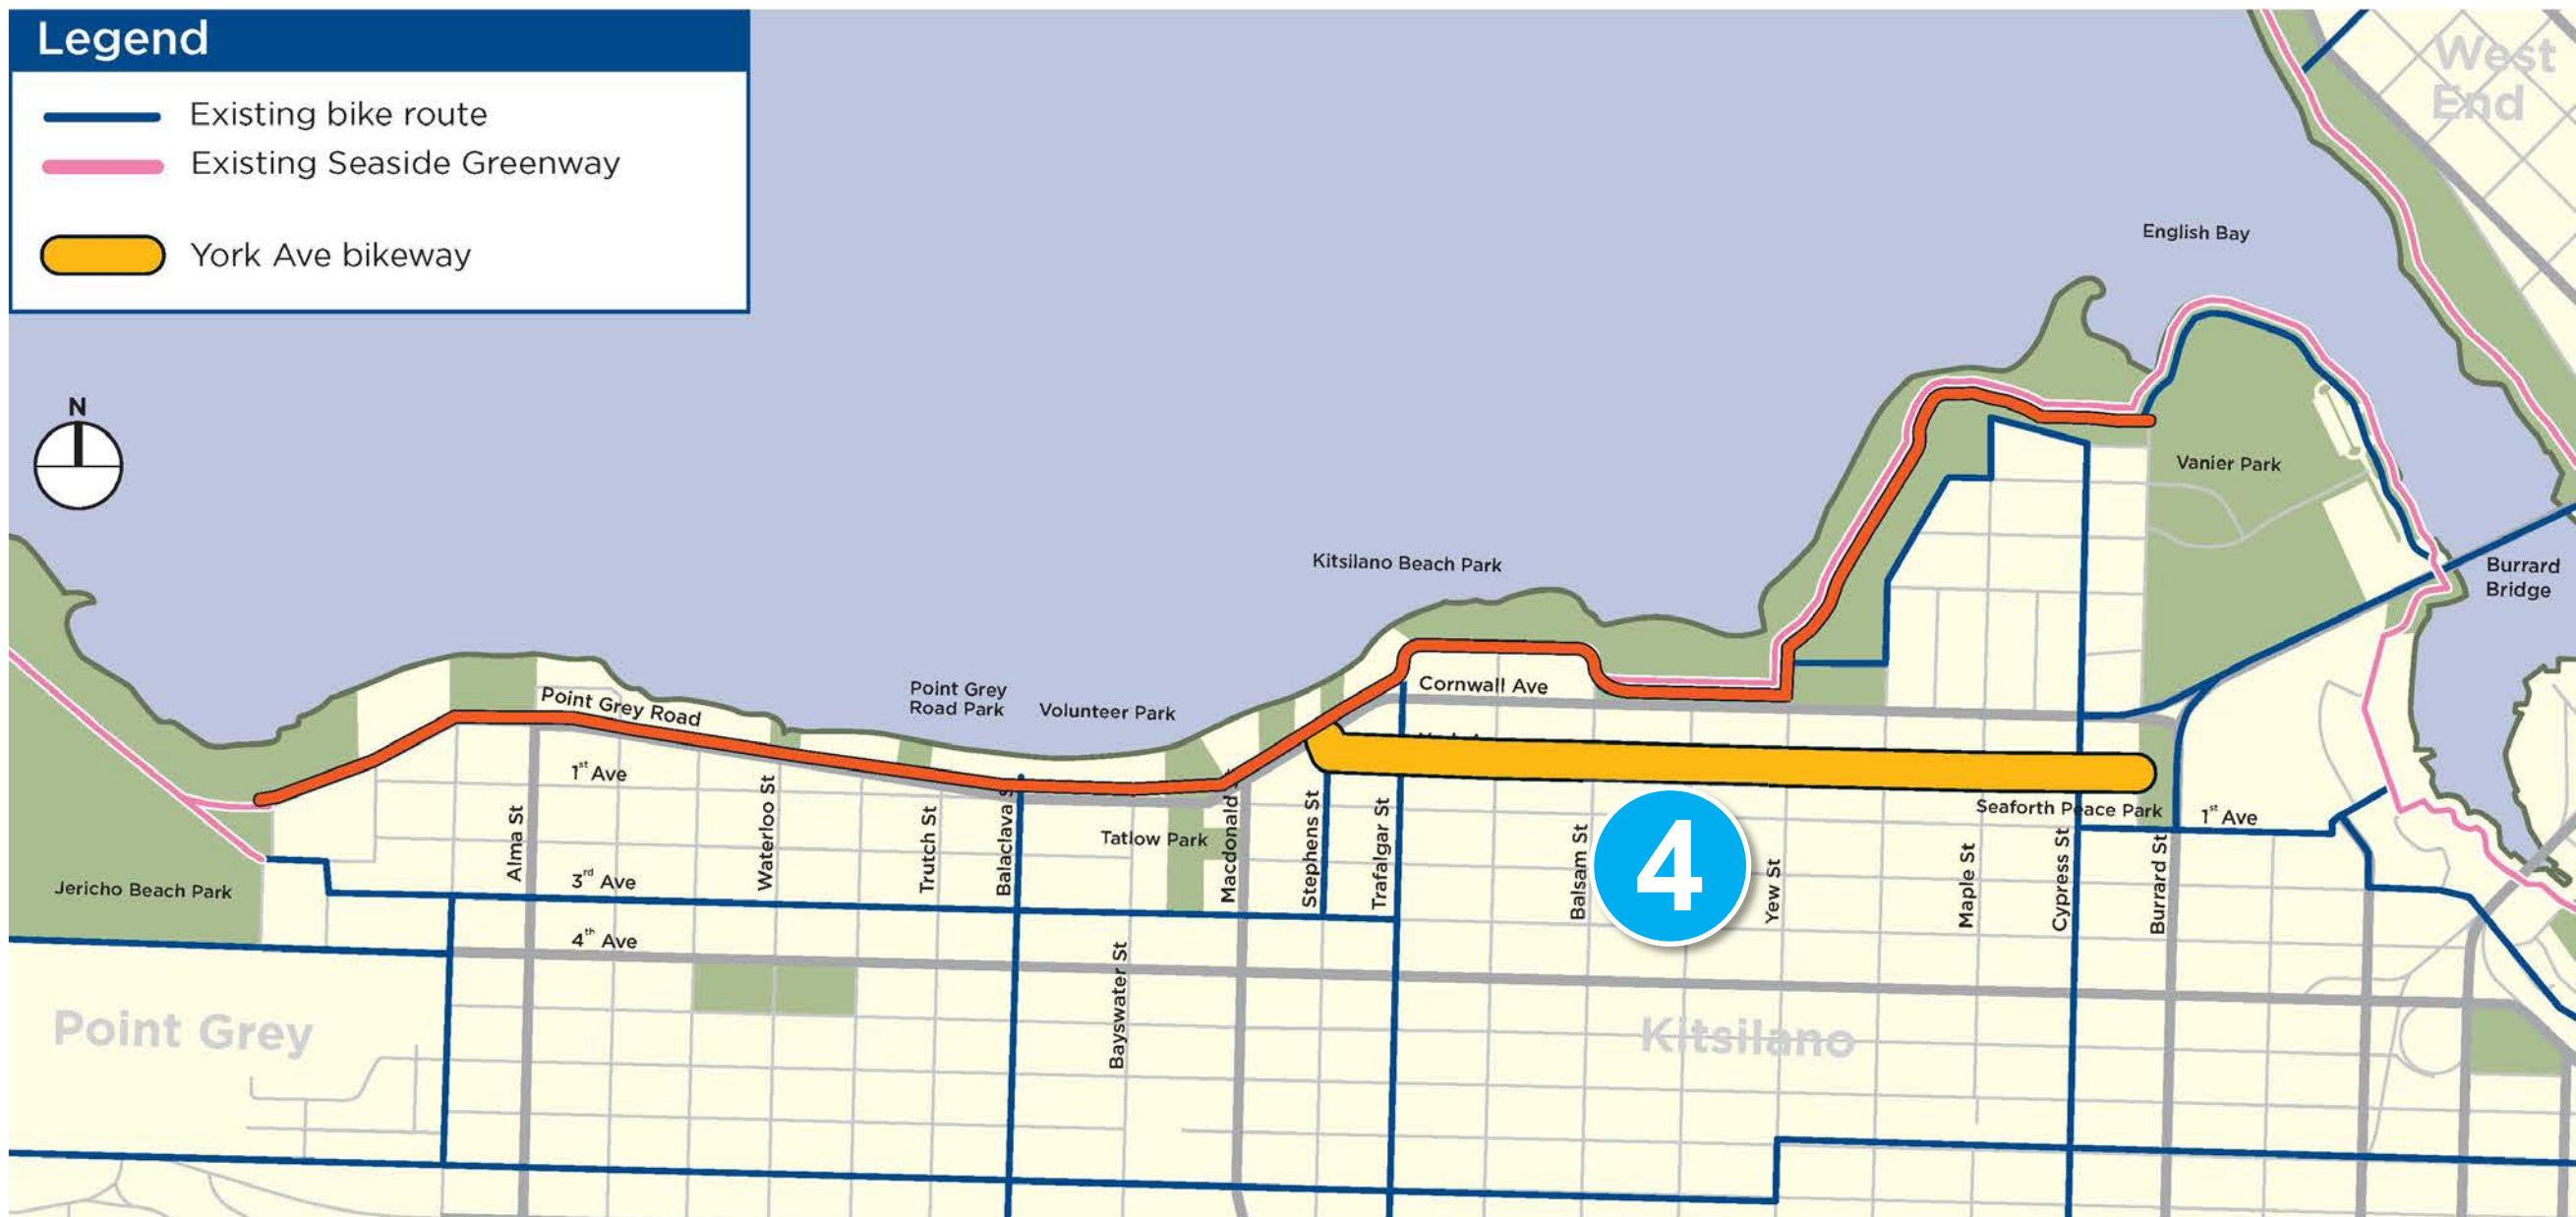 Legend
Existing bike route
Existing Seaside Greenway
York Ave bikeway
West
End
English Bay
N
Vanier Park
Kitsilano Beach Park
Burrard
Bridge
Point Grey Road
Point Grey
Road Park
Volunteer Park
Cornwall Ave
1st Ave
Alma St
Waterloo St
Trutch St
Balaclava
Tatlow Park
Macdonald
Stephens St
Trafalgar St
Balsam St
4
Yew St
Maple St
Cypress St
Seaforth Peace Park
Burrard St
1st Ave
Jericho Beach Park
3rd Ave
4th Ave
Bayswater St
Point Grey
Kitsilano